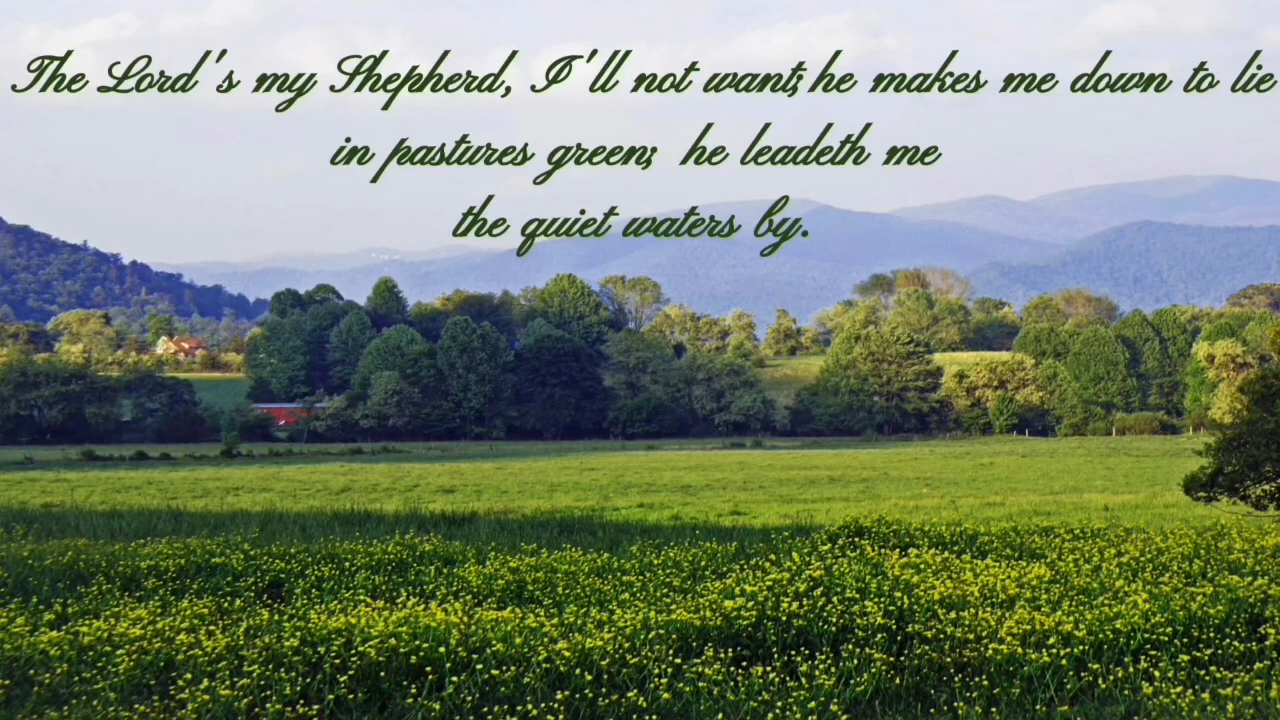 The Lord's my Shepherd, I'll not want; he makes me down to lie
in pastures green; he leadeth me
the quiet waters by.